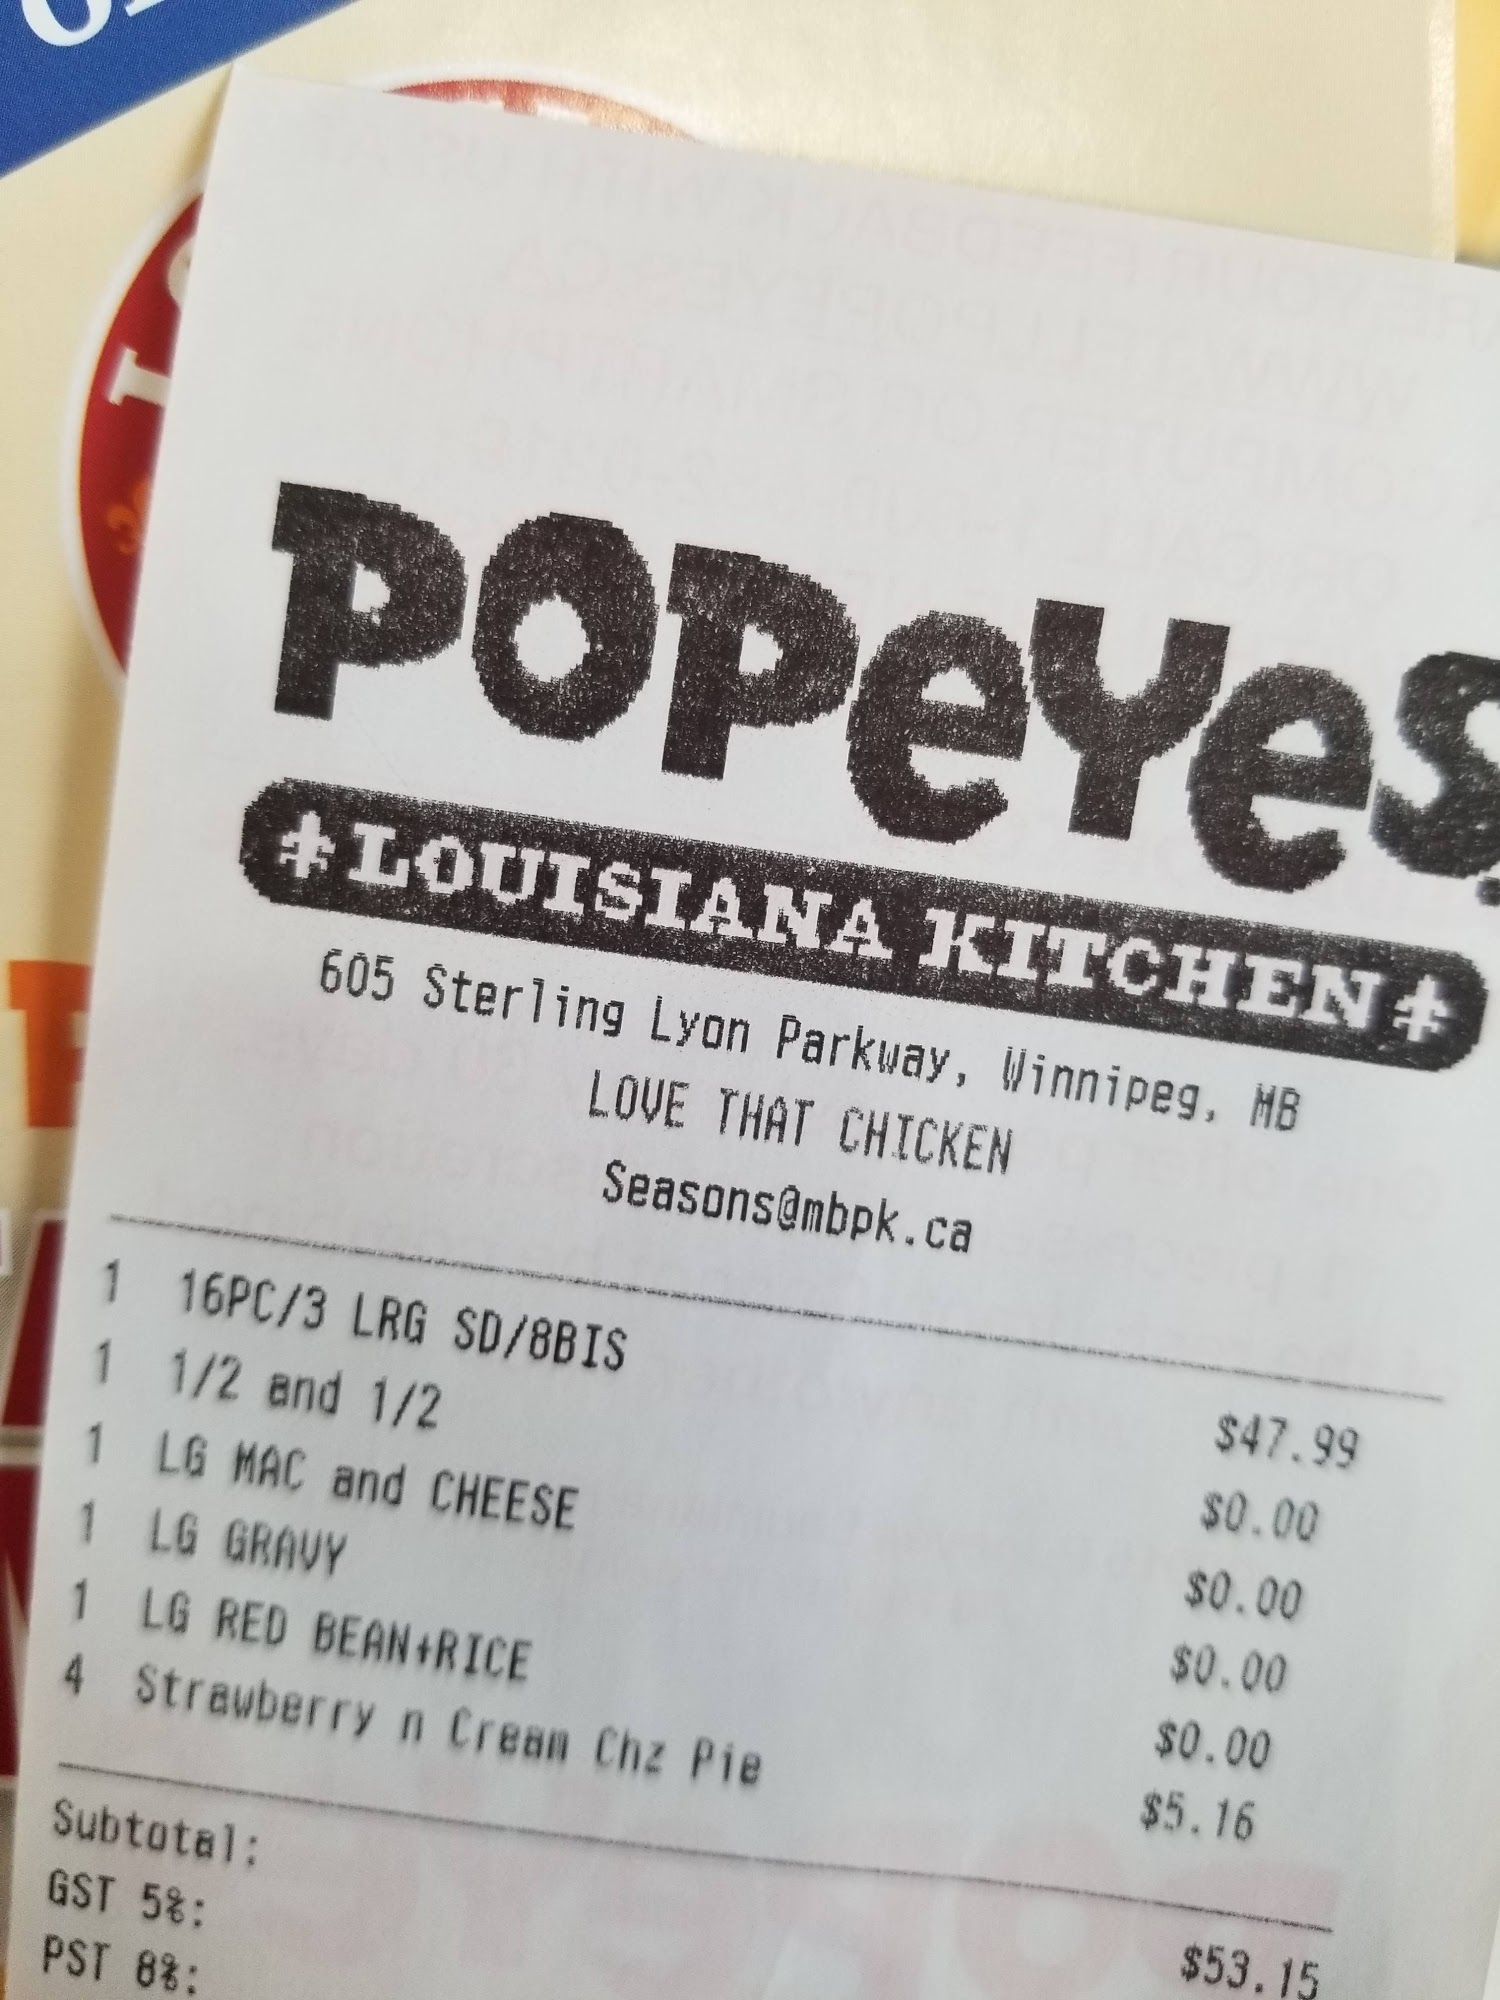 POPEYES
LOUISIANA KITCHEN
605 Sterling Lyon Parkway, Winnipeg, MB
LOVE THAT CHICKEN
Seasons@mbpk.ca
1 16PC/3 LRG SD/8BIS $47.99
1 1/2 and 1/2 $0.00
1 LG MAC and CHEESE $0.00
1 LG GRAVY $0.00
1 LG RED BEAN+RICE $0.00
4 Strawberry n Cream Chz Pie $5.16
Subtotal: $53.15
GST 5%:
PST 8%: